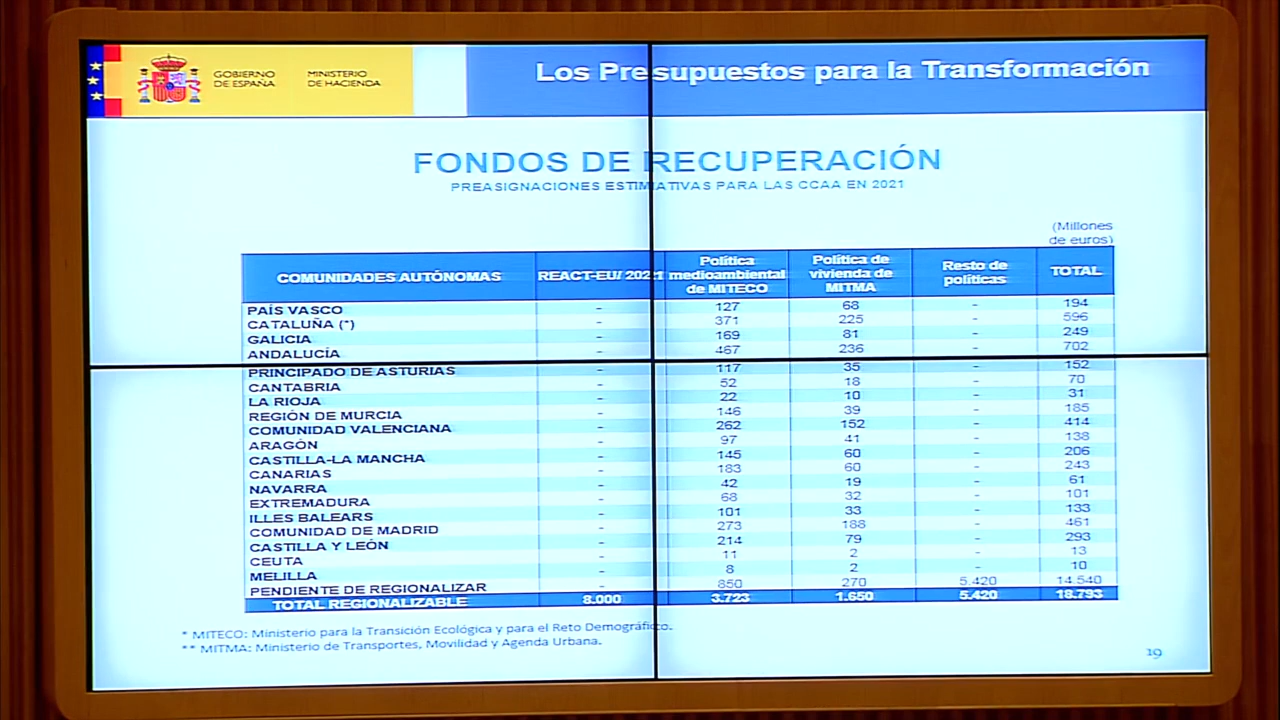 GOBIERNO DE ESPAÑA
MINISTERIO DE HACIENDA
Los Presupuestos para la Transformación
FONDOS DE RECUPERACIÓN
PREASIGNACIONES ESTIMATIVAS PARA LAS CCAA EN 2021
(Millones de euros)
COMUNIDADES AUTÓNOMAS REACT-EU/ 2021 Política medioambiental de MITECO Política de vivienda de MITMA Resto de políticas TOTAL
PAÍS VASCO - 127 68 - 194
CATALUÑA (*) - 371 225 - 596
GALICIA - 169 81 - 249
ANDALUCÍA - 467 236 - 702
PRINCIPADO DE ASTURIAS - 117 35 - 152
CANTABRIA - 52 18 - 70
LA RIOJA - 22 10 - 31
REGIÓN DE MURCIA - 146 39 - 185
COMUNIDAD VALENCIANA - 262 152 - 414
ARAGÓN - 97 41 - 138
CASTILLA-LA MANCHA - 145 60 - 206
CANARIAS - 183 60 - 243
NAVARRA - 42 19 - 61
EXTREMADURA - 68 32 - 101
ILLES BALEARS - 101 33 - 133
COMUNIDAD DE MADRID - 273 188 - 461
CASTILLA Y LEÓN - 214 79 - 293
CEUTA - 11 2 - 13
MELILLA - 8 2 - 10
PENDIENTE DE REGIONALIZAR - 850 270 5.420 14.540
TOTAL REGIONALIZABLE 8.000 3.723 1.650 5.420 18.793
* MITECO: Ministerio para la Transición Ecológica y para el Reto Demográfico.
** MITMA: Ministerio de Transportes, Movilidad y Agenda Urbana.
19